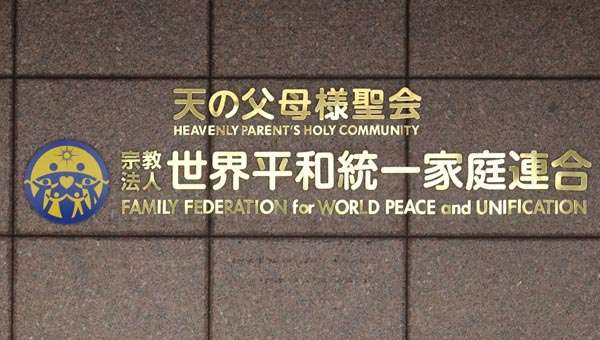 天の父母様聖会
HEAVENLY PARENT'S HOLY COMMUNITY
宗教法人 世界平和統一家庭連合
FAMILY FEDERATION for WORLD PEACE and UNIFICATION